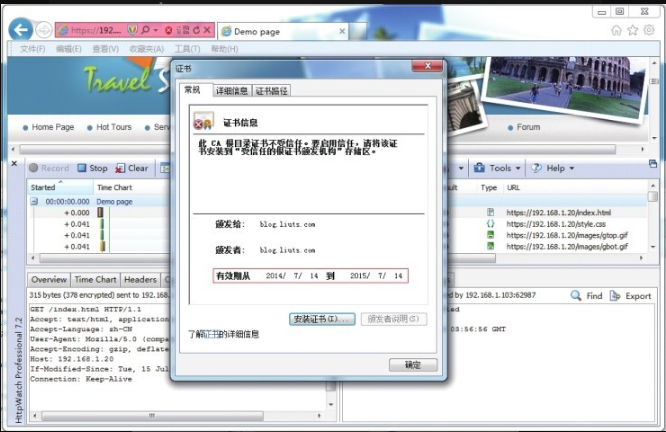 https://192...
Demo page
文件(F) 编辑(E) 查看(V) 收藏夹(A) 工具(T) 帮助(H)
Travel S
Home Page
Hot Tours
Serv
Forum
证书
常规 详细信息 证书路径
证书信息
此 CA 根目录证书不受信任。要启用信任，请将该证
书安装到“受信任的根证书颁发机构”存储区。
颁发给: blog.liuts.com
颁发者: blog.liuts.com
有效期从 2014/ 7/ 14 到 2015/ 7/ 14
安装证书(I)... 颁发者说明(S)
了解证书的详细信息
确定
Record Stop Clear
Tools Help
Started Time Chart
ult Type URL
00:00:00.000 Demo page
+ 0.000
https://192.168.1.20/index.html
+ 0.041
https://192.168.1.20/style.css
+ 0.041
https://192.168.1.20/images/gtop.gif
+ 0.041
https://192.168.1.20/images/gbot.gif
Overview Time Chart Headers C
315 bytes (378 encrypted) sent to 192.168.
ed by 192.168.1.103:62987
Find Export
GET /index.html HTTP/1.1
Accept: text/html, application
Accept-Language: zh-CN
User-Agent: Mozilla/5.0 (compa
Accept-Encoding: gzip, deflate
Host: 192.168.1.20
If-Modified-Since: Tue, 15 Jul
Connection: Keep-Alive
ied
03:56:56 GMT
HttpWatch Professional 7.2